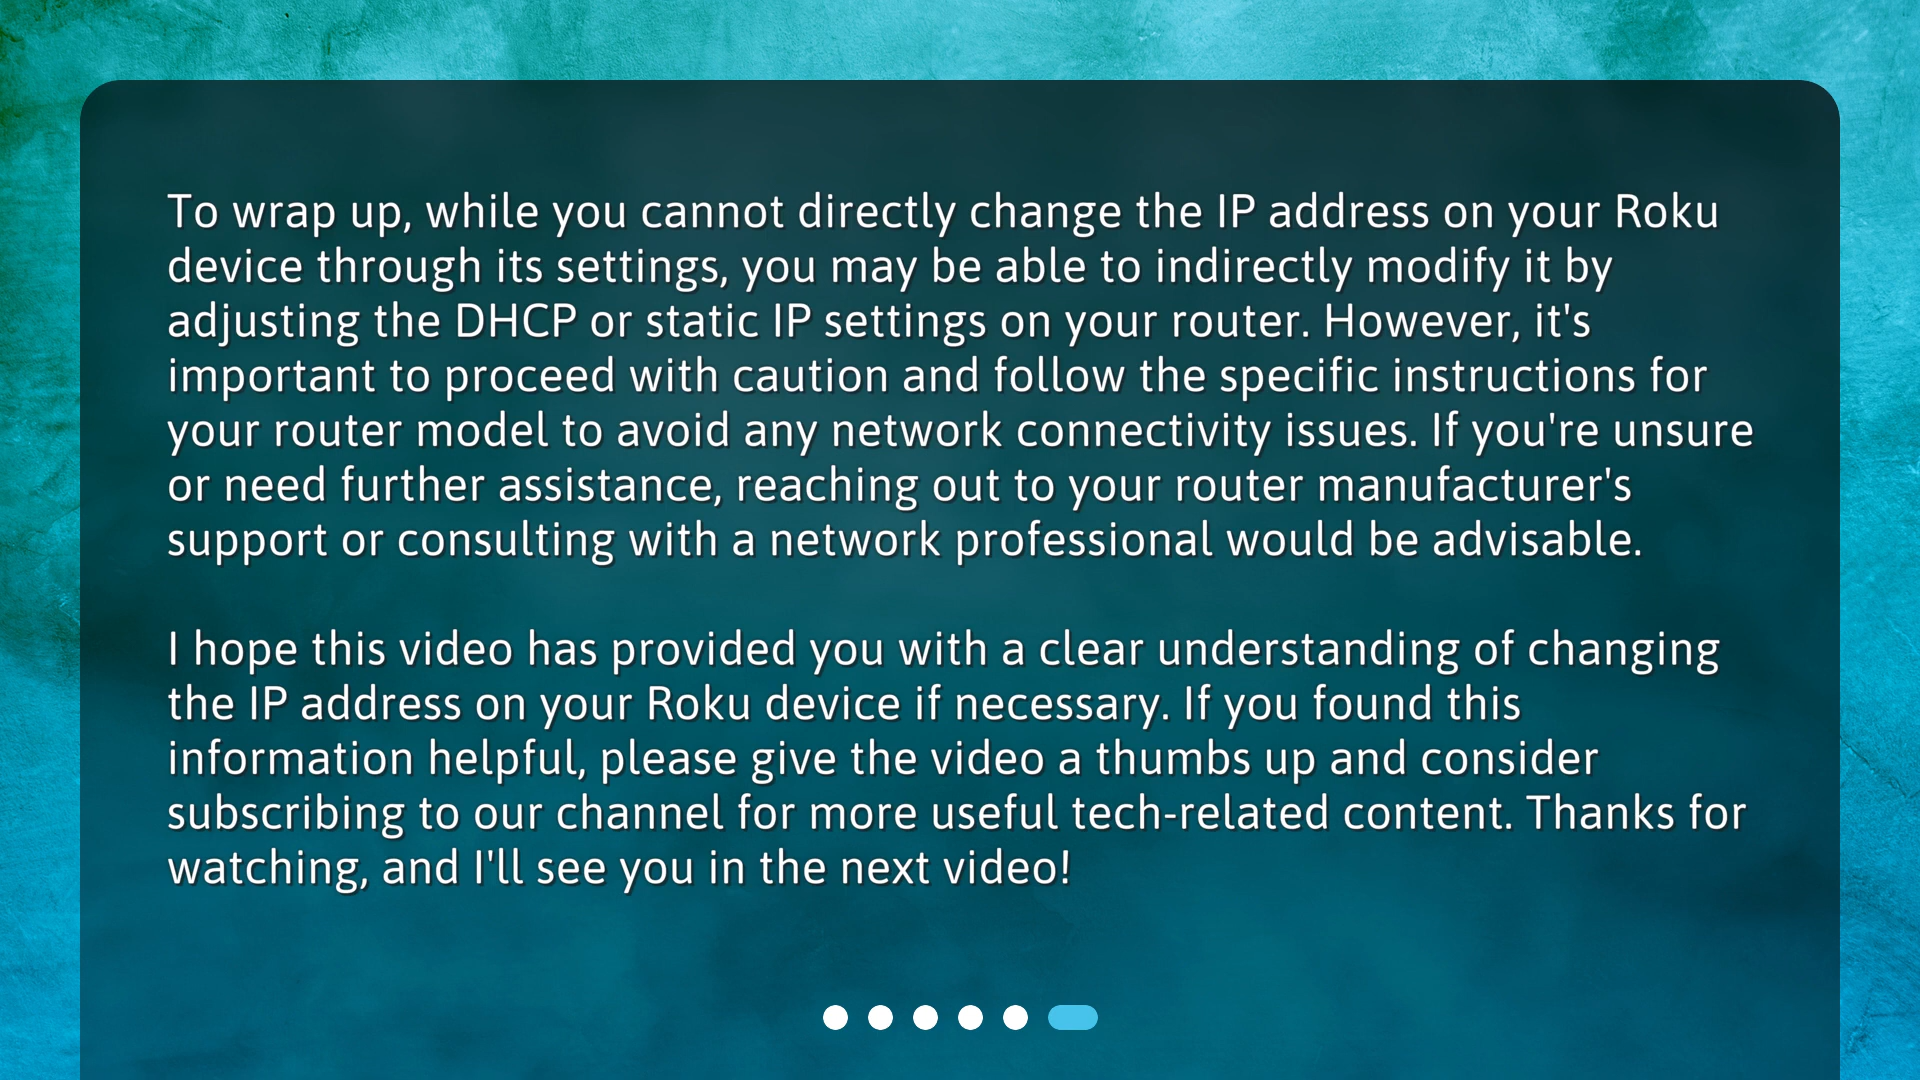 To wrap up, while you cannot directly change the IP address on your Roku
device through its settings, you may be able to indirectly modify it by
adjusting the DHCP or static IP settings on your router. However, it's
important to proceed with caution and follow the specific instructions for
your router model to avoid any network connectivity issues. If you're unsure
or need further assistance, reaching out to your router manufacturer's
support or consulting with a network professional would be advisable.
I hope this video has provided you with a clear understanding of changing
the IP address on your Roku device if necessary. If you found this
information helpful, please give the video a thumbs up and consider
subscribing to our channel for more useful tech-related content. Thanks for
watching, and I'll see you in the next video!